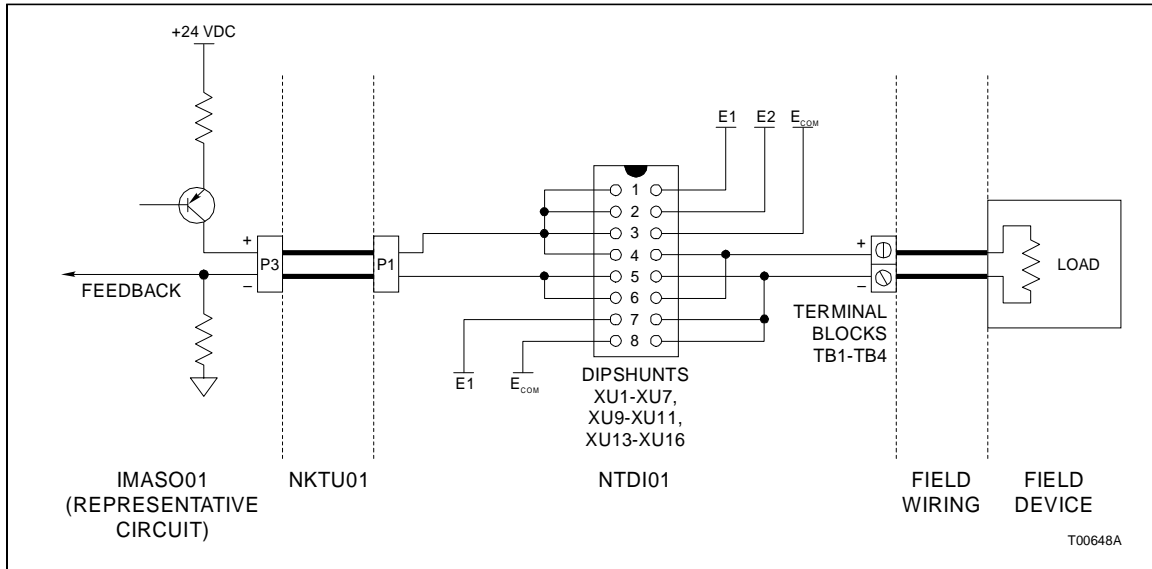 +24 VDC
E1 E2 ECOM
1
2
3
4
5
6
7
8
+
P3
P1
–
FEEDBACK
+
–
LOAD
TERMINAL
BLOCKS
TB1-TB4
E1
ECOM
DIPSHUNTS
XU1-XU7,
XU9-XU11,
XU13-XU16
IMASO01
(REPRESENTATIVE
CIRCUIT)
NKTU01
NTDI01
FIELD
WIRING
FIELD
DEVICE
T00648A